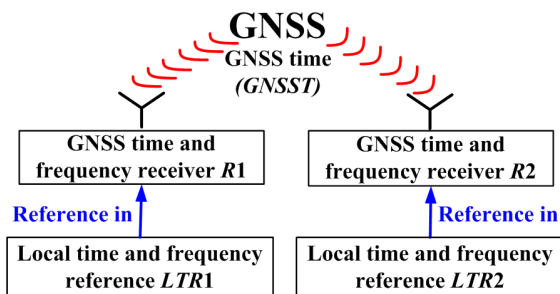 GNSS
GNSS time
(GNSST)
GNSS time and
frequency receiver R1
GNSS time and
frequency receiver R2
Reference in
Reference in
Local time and frequency
reference LTR1
Local time and frequency
reference LTR2